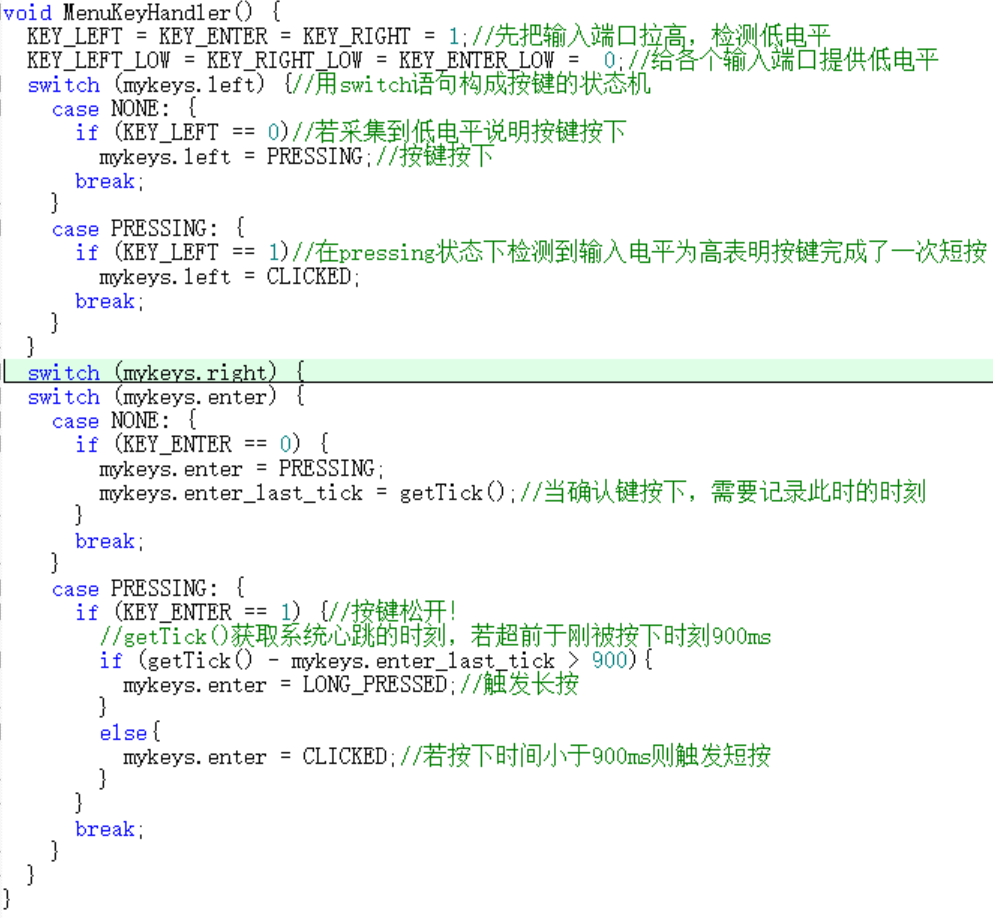 void MenuKeyHandler() {
  KEY_LEFT = KEY_ENTER = KEY_RIGHT = 1;//先把输入端口拉高，检测低电平
  KEY_LEFT_LOW = KEY_RIGHT_LOW = KEY_ENTER_LOW =  0;//给各个输入端口提供低电平
  switch (mykeys.left) {//用switch语句构成按键的状态机
    case NONE: {
      if (KEY_LEFT == 0)//若采集到低电平说明按键按下
        mykeys.left = PRESSING;//按键按下
      break;
    }
    case PRESSING: {
      if (KEY_LEFT == 1)//在pressing状态下检测到输入电平为高表明按键完成了一次短按
        mykeys.left = CLICKED;
      break;
    }
  }
  switch (mykeys.right) {
  switch (mykeys.enter) {
    case NONE: {
      if (KEY_ENTER == 0) {
        mykeys.enter = PRESSING;
        mykeys.enter_last_tick = getTick();//当确认键按下，需要记录此时的时刻
      }
      break;
    }
    case PRESSING: {
      if (KEY_ENTER == 1) {//按键松开!
        //getTick()获取系统心跳的时刻，若超前于刚被按下时刻900ms
        if (getTick() - mykeys.enter_last_tick > 900){
          mykeys.enter = LONG_PRESSED;//触发长按
        }
        else{
          mykeys.enter = CLICKED;//若按下时间小于900ms则触发短按
        }
      }
      break;
    }
  }
}